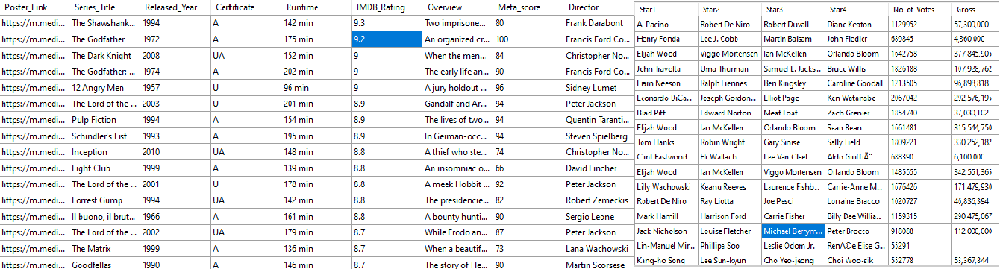 Poster_Link Series_Title Released_Year Certificate Runtime IMDB_Rating Overview Meta_score Director
https://m.medi... The Shawshank... 1994 A 142 min 9.3 Two imprisone... 80 Frank Darabont
https://m.medi... The Godfather 1972 A 175 min 9.2 An organized cr... 100 Francis Ford Co...
https://m.medi... The Dark Knight 2008 UA 152 min 9 When the men... 84 Christopher No...
https://m.medi... The Godfather: ... 1974 A 202 min 9 The early life an... 90 Francis Ford Co...
https://m.medi... 12 Angry Men 1957 U 96 min 9 A jury holdout ... 96 Sidney Lumet
https://m.medi... The Lord of the ... 2003 U 201 min 8.9 Gandalf and Ar... 94 Peter Jackson
https://m.medi... Pulp Fiction 1994 A 154 min 8.9 The lives of two... 94 Quentin Taranti...
https://m.medi... Schindler's List 1993 A 195 min 8.9 In German-occ... 94 Steven Spielberg
https://m.medi... Inception 2010 UA 148 min 8.8 A thief who ste... 74 Christopher No...
https://m.medi... Fight Club 1999 A 139 min 8.8 An insomniac o... 66 David Fincher
https://m.medi... The Lord of the ... 2001 U 178 min 8.8 A meek Hobbit ... 92 Peter Jackson
https://m.medi... Forrest Gump 1994 UA 142 min 8.8 The presidencie... 82 Robert Zemeckis
https://m.medi... Il buono, il brut... 1966 A 161 min 8.8 A bounty hunti... 90 Sergio Leone
https://m.medi... The Lord of the ... 2002 UA 179 min 8.7 While Frodo an... 87 Peter Jackson
https://m.medi... The Matrix 1999 A 136 min 8.7 When a beautif... 73 Lana Wachowski
https://m.medi... Goodfellas 1990 A 146 min 8.7 The story of He... 90 Martin Scorsese
Star1 Star2 Star3 Star4 No_of_Votes Gross
Al Pacino Robert De Niro Robert Duvall Diane Keaton 1129952 57,300,000
Henry Fonda Lee J. Cobb Martin Balsam John Fiedler 689845 4,360,000
Elijah Wood Viggo Mortensen Ian McKellen Orlando Bloom 1642758 377,845,905
John Travolta Uma Thurman Samuel L. Jacks... Bruce Willis 1826188 107,928,762
Liam Neeson Ralph Fiennes Ben Kingsley Caroline Goodall 1213505 96,898,818
Leonardo DiCa... Joseph Gordon... Elliot Page Ken Watanabe 2067042 292,576,195
Brad Pitt Edward Norton Meat Loaf Zach Grenier 1854740 37,030,102
Elijah Wood Ian McKellen Orlando Bloom Sean Bean 1661481 315,544,750
Tom Hanks Robin Wright Gary Sinise Sally Field 1809221 330,252,182
Clint Eastwood Eli Wallach Lee Van Cleef Aldo GiuffrÃ¨ 688390 6,100,000
Elijah Wood Ian McKellen Viggo Mortensen Orlando Bloom 1485555 342,551,365
Lilly Wachowsk... Keanu Reeves Laurence Fishb... Carrie-Anne M... 1676426 171,479,930
Robert De Niro Ray Liotta Joe Pesci Lorraine Bracco 1020727 46,836,394
Mark Hamill Harrison Ford Carrie Fisher Billy Dee Willia... 1159315 290,475,067
Jack Nicholson Louise Fletcher Michael Berrym... Peter Brocco 918088 112,000,000
Lin-Manuel Mir... Phillipa Soo Leslie Odom Jr. RenÃ©e Elise G... 55291
Kang-ho Song Lee Sun-kyun Cho Yeo-jeong Choi Woo-sik 552778 53,367,844